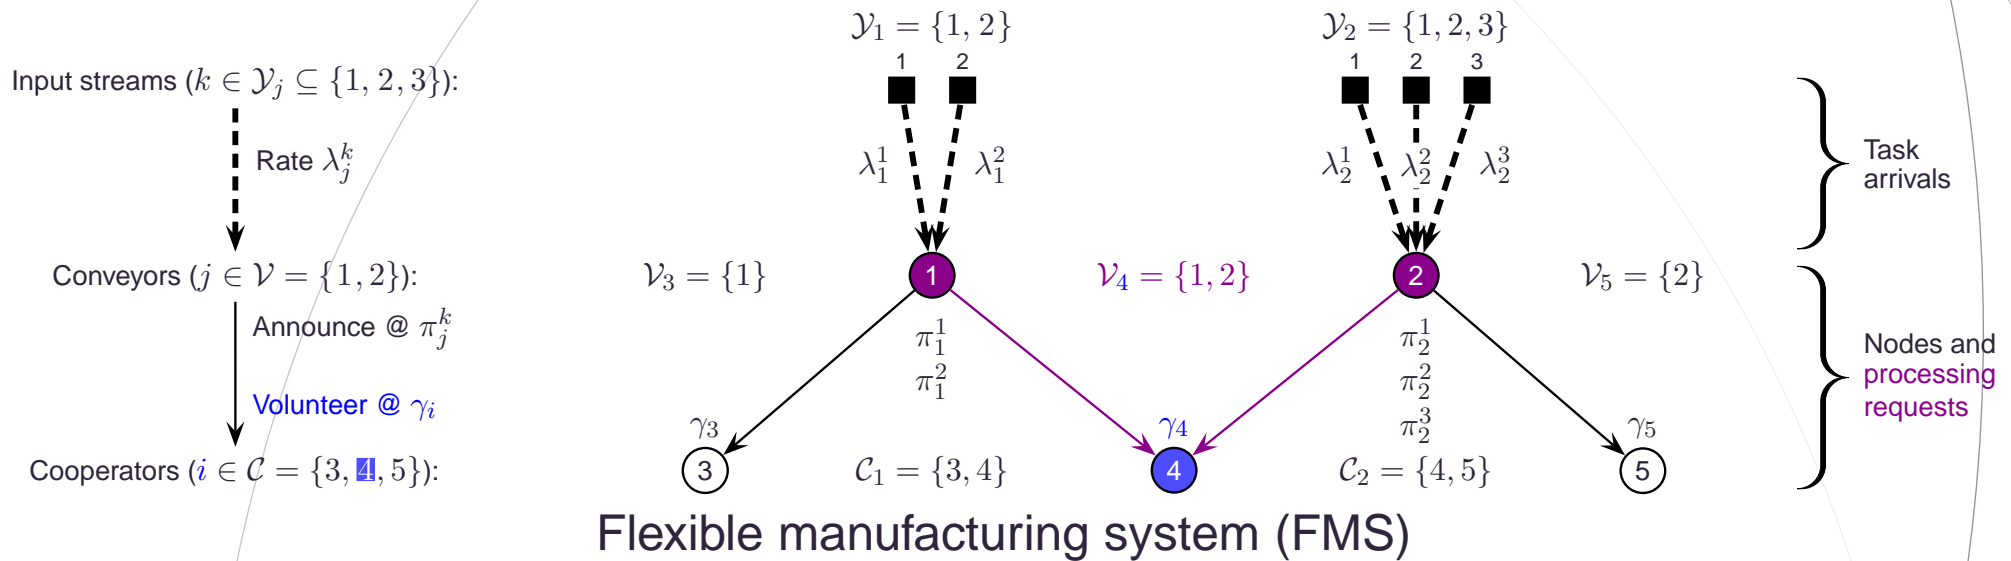 𝒴₁ = {1, 2}
𝒴₂ = {1, 2, 3}
1 2
1 2 3
Input streams (k ∈ 𝒴ⱼ ⊆ {1, 2, 3}):
Rate λⱼᵏ
λ₁¹ λ₁²
λ₂¹ λ₂² λ₂³
Task
arrivals
Conveyors (j ∈ 𝒱 = {1, 2}):
𝒱₃ = {1}
1
𝒱₄ = {1, 2}
2
𝒱₅ = {2}
Announce @ πⱼᵏ
π₁¹
π₁²
π₂¹
π₂²
π₂³
Nodes and
processing
requests
Volunteer @ γᵢ
γ₃
γ₄
γ₅
Cooperators (i ∈ 𝒞 = {3, 4, 5}):
3
𝒞₁ = {3, 4}
4
𝒞₂ = {4, 5}
5
Flexible manufacturing system (FMS)